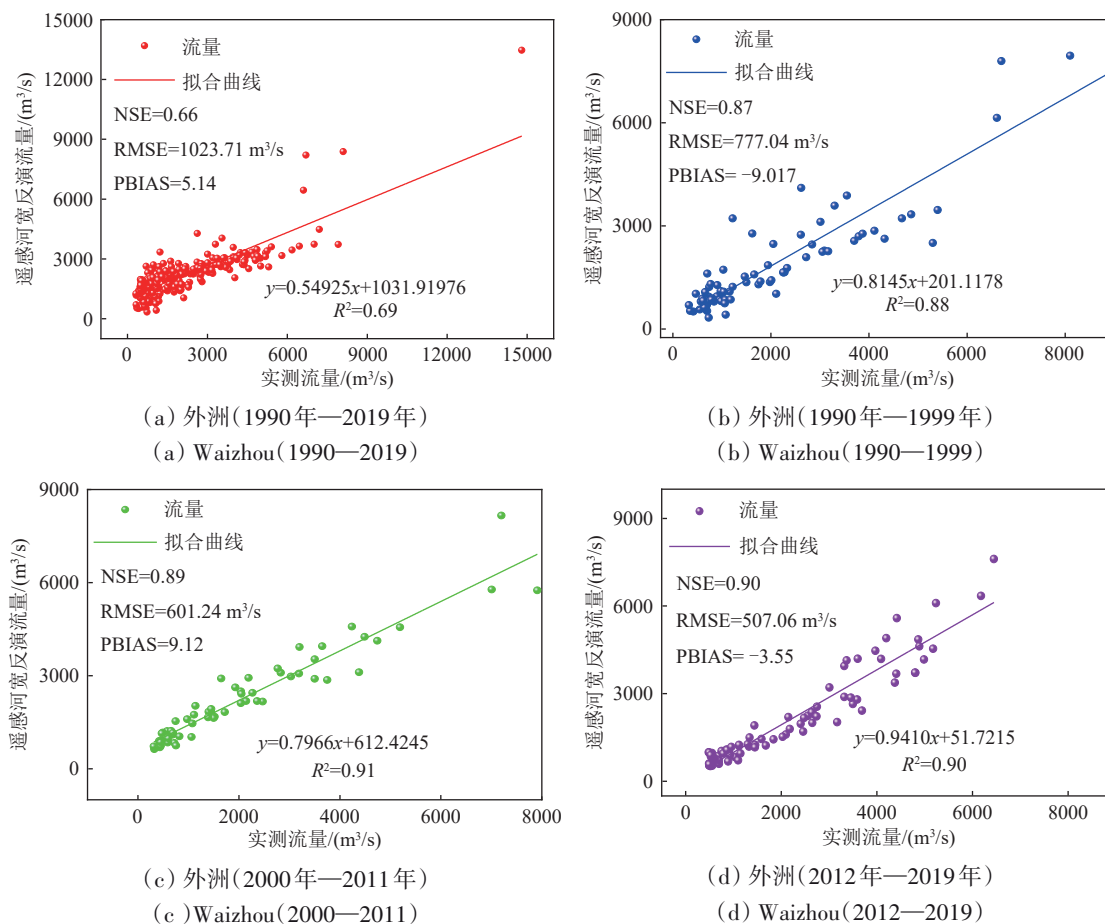 15000
12000
9000
6000
3000
0
遥感河宽反演流量/(m³/s)
流量
拟合曲线
NSE=0.66
RMSE=1023.71 m³/s
PBIAS=5.14
y=0.54925x+1031.91976
R²=0.69
0 3000 6000 9000 12000 15000
实测流量/(m³/s)
(a) 外洲(1990年—2019年)
(a) Waizhou(1990—2019)
9000
6000
3000
0
遥感河宽反演流量/(m³/s)
流量
拟合曲线
NSE=0.87
RMSE=777.04 m³/s
PBIAS= −9.017
y=0.8145x+201.1178
R²=0.88
0 2000 4000 6000 8000
实测流量/(m³/s)
(b) 外洲(1990年—1999年)
(b) Waizhou(1990—1999)
9000
6000
3000
0
遥感河宽反演流量/(m³/s)
流量
拟合曲线
NSE=0.89
RMSE=601.24 m³/s
PBIAS=9.12
y=0.7966x+612.4245
R²=0.91
0 2000 4000 6000 8000
实测流量/(m³/s)
(c) 外洲(2000年—2011年)
(c )Waizhou(2000—2011)
9000
6000
3000
0
遥感河宽反演流量/(m³/s)
流量
拟合曲线
NSE=0.90
RMSE=507.06 m³/s
PBIAS= −3.55
y=0.9410x+51.7215
R²=0.90
0 2000 4000 6000 8000
实测流量/(m³/s)
(d) 外洲(2012年—2019年)
(d) Waizhou(2012—2019)